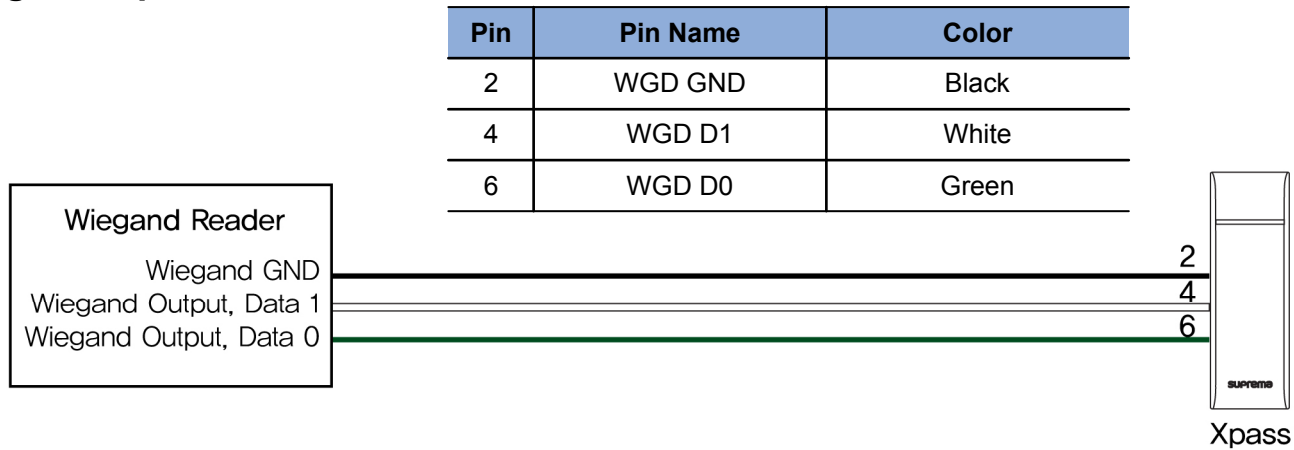 Pin Pin Name Color
2 WGD GND Black
4 WGD D1 White
6 WGD D0 Green
Wiegand Reader
Wiegand GND
Wiegand Output, Data 1
Wiegand Output, Data 0
2
4
6
suprema
Xpass